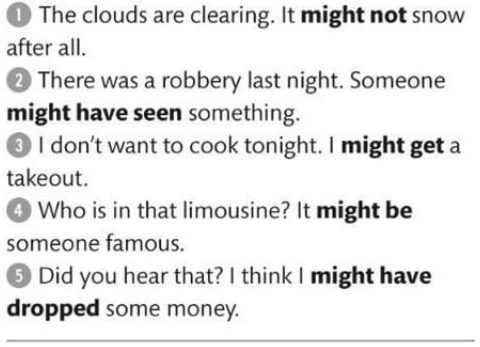 1 The clouds are clearing. It might not snow
after all.
2 There was a robbery last night. Someone
might have seen something.
3 I don't want to cook tonight. I might get a
takeout.
4 Who is in that limousine? It might be
someone famous.
5 Did you hear that? I think I might have
dropped some money.